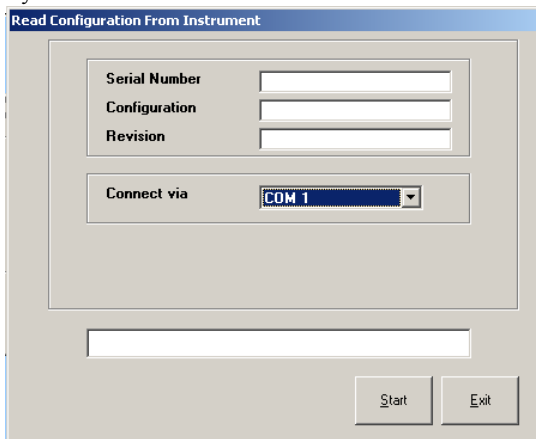 Read Configuration From Instrument
Serial Number
Configuration
Revision
Connect via COM 1
Start Exit